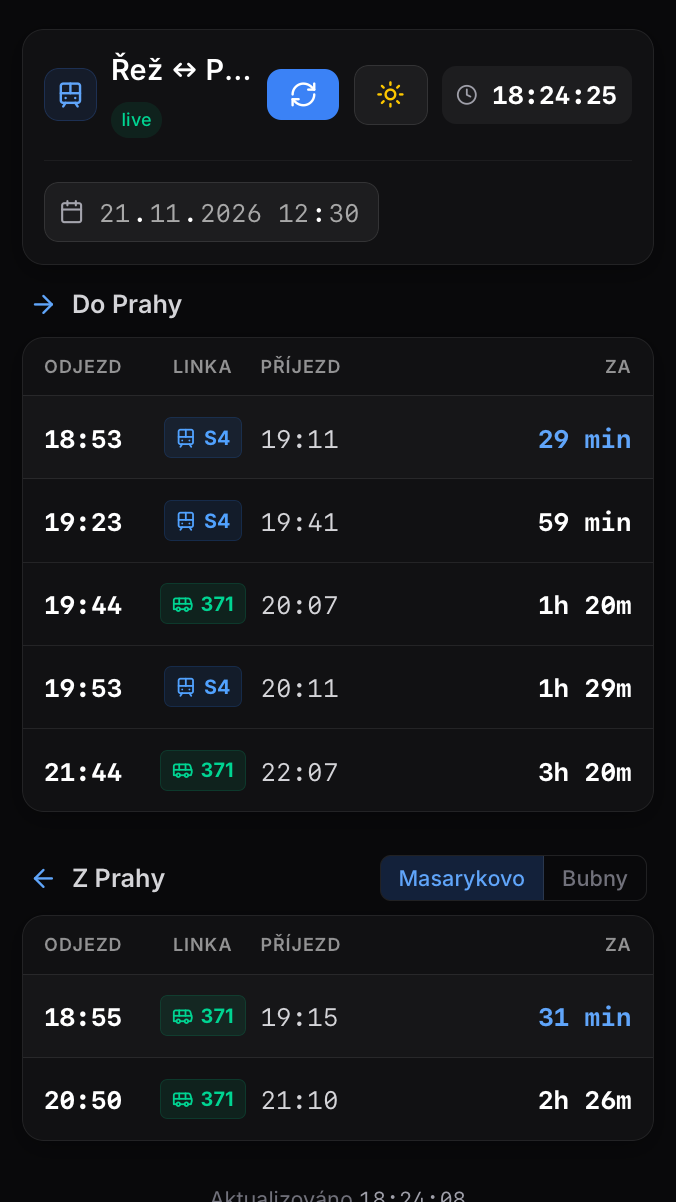 Řež ↔ P...
live
18:24:25
21.11.2026 12:30
→ Do Prahy
ODJEZD LINKA PŘÍJEZD ZA
18:53 S4 19:11 29 min
19:23 S4 19:41 59 min
19:44 371 20:07 1h 20m
19:53 S4 20:11 1h 29m
21:44 371 22:07 3h 20m
← Z Prahy Masarykovo Bubny
ODJEZD LINKA PŘÍJEZD ZA
18:55 371 19:15 31 min
20:50 371 21:10 2h 26m
Aktualizováno 18:24:08